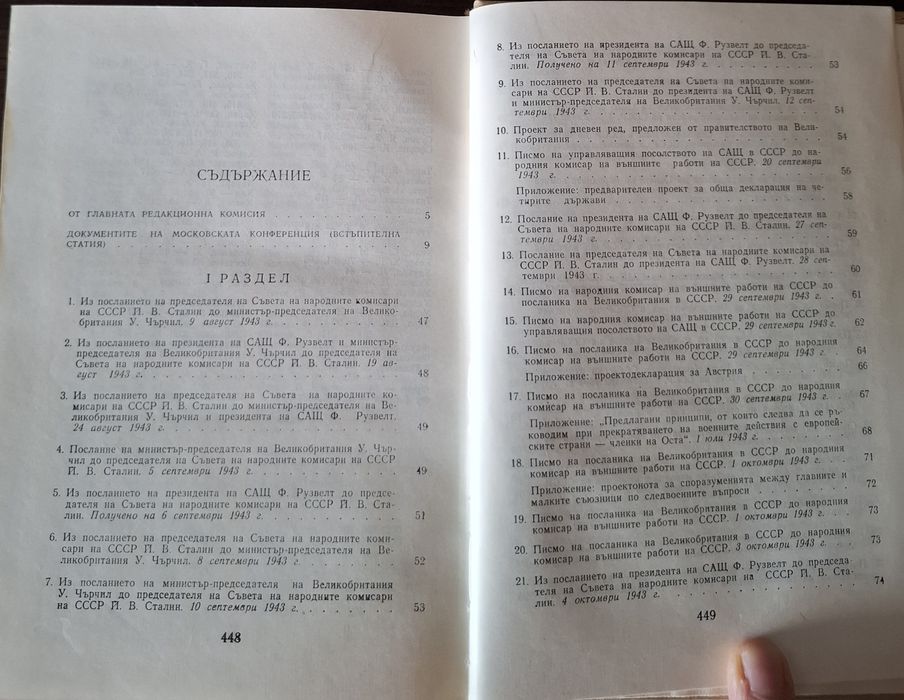 СЪДЪРЖАНИЕ
ОТ ГЛАВНАТА РЕДАКЦИОННА КОМИСИЯ . . . . . . . . . . 5
ДОКУМЕНТИТЕ НА МОСКОВСКАТА КОНФЕРЕНЦИЯ (ВСТЪПИТЕЛНА
СТАТИЯ) . . . . . . . . . . 9
I РАЗДЕЛ
1. Из посланието на председателя на Съвета на народните комисари
на СССР Й. В. Сталин до министър-председателя на Велико-
британия У. Чърчил. 9 август 1943 г. . . . . . . . 47
2. Из посланието на президента на САЩ Ф. Рузвелт и министър-
председателя на Великобритания У. Чърчил до председателя на
Съвета на народните комисари на СССР Й. В. Сталин. 19 ав-
густ 1943 г. . . . . . . . . . . 48
3. Из посланието на председателя на Съвета на народните ко-
мисари на СССР Й. В. Сталин до министър-председателя на Ве-
ликобритания У. Чърчил и президента на САЩ Ф. Рузвелт.
24 август 1943 г. . . . . . . . . . . 49
4. Послание на министър-председателя на Великобритания У. Чър-
чил до председателя на Съвета на народните комисари на СССР
Й. В. Сталин. 5 септември 1943 г. . . . . . . . 49
5. Из посланието на президента на САЩ Ф. Рузвелт до предсе-
дателя на Съвета на народните комисари на СССР Й. В. Ста-
лин. Получено на 6 септември 1943 г. . . . . . . . 51
6. Из посланието на председателя на Съвета на народните коми-
сари на СССР Й. В. Сталин до министър-председателя на Ве-
ликобритания У. Чърчил. 8 септември 1943 г. . . . . . . 52
7. Из посланието на министър-председателя на Великобритания
У. Чърчил до председателя на Съвета на народните комисари
на СССР Й. В. Сталин. 10 септември 1943 г. . . . . . . 53
448
8. Из посланието на президента на САЩ Ф. Рузвелт до председа-
теля на Съвета на народните комисари на СССР Й. В. Ста-
лин. Получено на 11 септември 1943 г. . . . . . . . 53
9. Из посланието на председателя на Съвета на народните коми-
сари на СССР Й. В. Сталин до президента на САЩ Ф. Рузвелт
и министър-председателя на Великобритания У. Чърчил. 12 сеп-
тември 1943 г. . . . . . . . . . . 54
10. Проект за дневен ред, предложен от правителството на Вели-
кобритания . . . . . . . . . . 54
11. Писмо на управляващия посолството на САЩ в СССР до на-
родния комисар на външните работи на СССР. 20 септември
1943 г. . . . . . . . . . . 56
Приложение: предварителен проект за обща декларация на че-
тирите държави . . . . . . . . . . 58
12. Послание на президента на САЩ Ф. Рузвелт до председателя на
Съвета на народните комисари на СССР Й. В. Сталин. 27 сеп-
тември 1943 г. . . . . . . . . . . 59
13. Послание на председателя на Съвета на народните комисари на
СССР Й. В. Сталин до президента на САЩ Ф. Рузвелт. 28 сеп-
тември 1943 г. . . . . . . . . . . 60
14. Писмо на народния комисар на външните работи на СССР до
посланика на Великобритания в СССР. 29 септември 1943 г. . 61
15. Писмо на народния комисар на външните работи на СССР до
управляващия посолството на САЩ в СССР. 29 септември 1943 г. 62
16. Писмо на посланика на Великобритания в СССР до народния
комисар на външните работи на СССР. 29 септември 1943 г. . . 64
Приложение: проектодекларация за Австрия . . . . . . 66
17. Писмо на посланика на Великобритания в СССР до народния
комисар на външните работи на СССР. 30 септември 1943 г. . . 67
Приложение: „Предлагани принципи, от които следва да се ръ-
ководим при прекратяването на военните действия с европей-
ските страни — членки на Оста“. 1 юли 1943 г. . . . . 68
18. Писмо на посланика на Великобритания в СССР до народния
комисар на външните работи на СССР. 1 октомври 1943 г. . . 71
Приложение: проектонота за споразуменията между главните и
малките съюзници по следвоенните въпроси . . . . . . 72
19. Писмо на посланика на Великобритания в СССР до народния
комисар на външните работи на СССР. 1 октомври 1943 г. . . . 73
20. Писмо на посланика на Великобритания в СССР до народния
комисар на външните работи на СССР. 3 октомври 1943 г. . . 73
21. Из посланието на президента на САЩ Ф. Рузвелт до председа-
теля на Съвета на народните комисари на СССР Й. В. Ста-
лин. 4 октомври 1943 г. . . . . . . . . . . 74
449